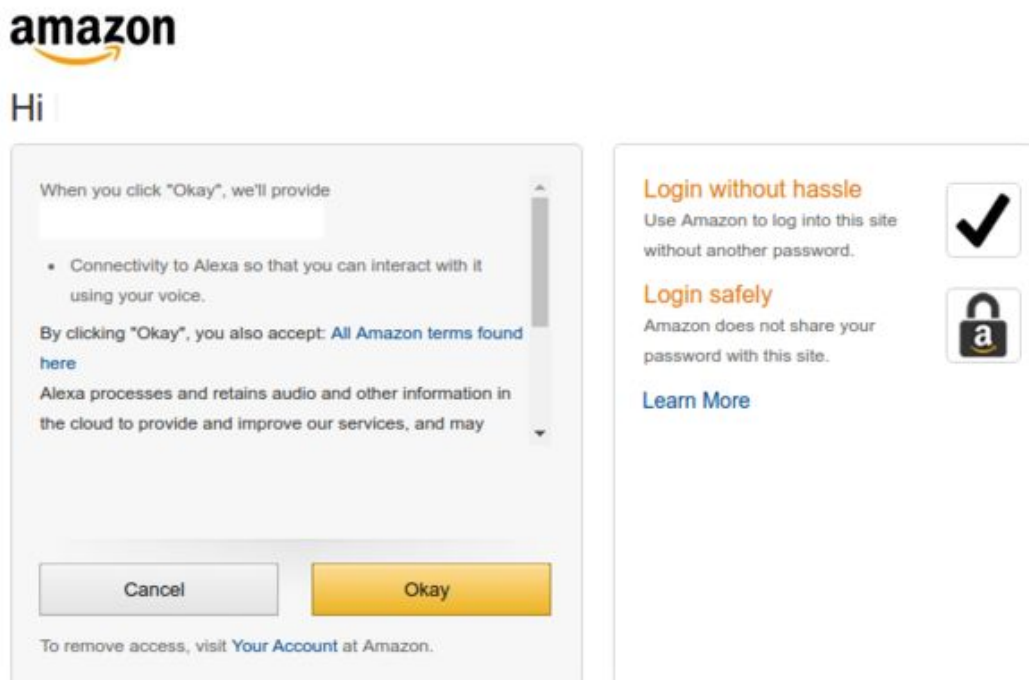 amazon
Hi
When you click "Okay", we'll provide
• Connectivity to Alexa so that you can interact with it
using your voice.
By clicking "Okay", you also accept: All Amazon terms found
here
Alexa processes and retains audio and other information in
the cloud to provide and improve our services, and may
Cancel
Okay
To remove access, visit Your Account at Amazon.
Login without hassle
Use Amazon to log into this site
without another password.
Login safely
Amazon does not share your
password with this site.
a
Learn More